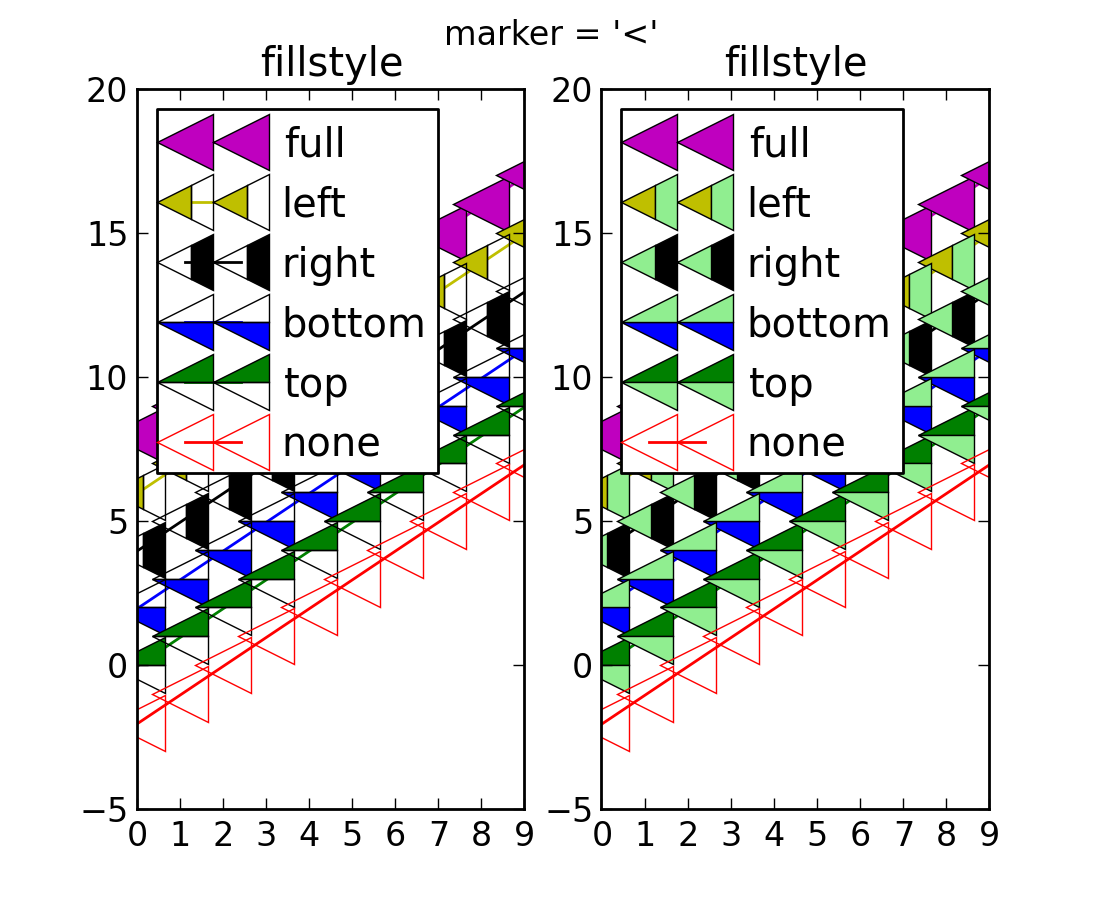 marker = '<'
fillstyle
20
15
10
5
0
−5
0 1 2 3 4 5 6 7 8 9
full
left
right
bottom
top
none
fillstyle
20
15
10
5
0
−5
0 1 2 3 4 5 6 7 8 9
full
left
right
bottom
top
none